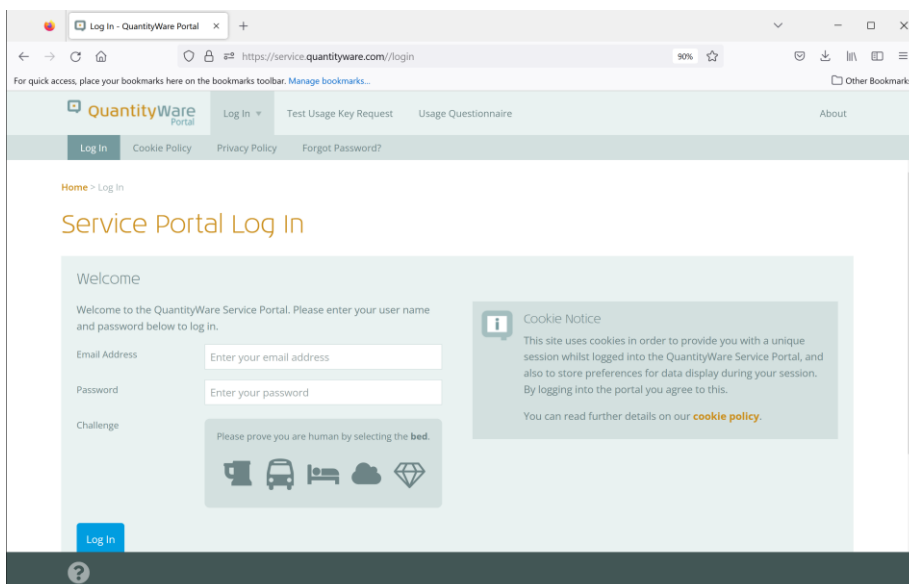 Log In - QuantityWare Portal
https://service.quantityware.com//login
90%
For quick access, place your bookmarks here on the bookmarks toolbar. Manage bookmarks...
Other Bookmarks
QuantityWare
Portal
Log In
Test Usage Key Request
Usage Questionnaire
About
Log In
Cookie Policy
Privacy Policy
Forgot Password?
Home > Log In
Service Portal Log In
Welcome
Welcome to the QuantityWare Service Portal. Please enter your user name
and password below to log in.
Email Address
Enter your email address
Password
Enter your password
Challenge
Please prove you are human by selecting the bed.
Log In
Cookie Notice
This site uses cookies in order to provide you with a unique
session whilst logged into the QuantityWare Service Portal, and
also to store preferences for data display during your session.
By logging into the portal you agree to this.
You can read further details on our cookie policy.